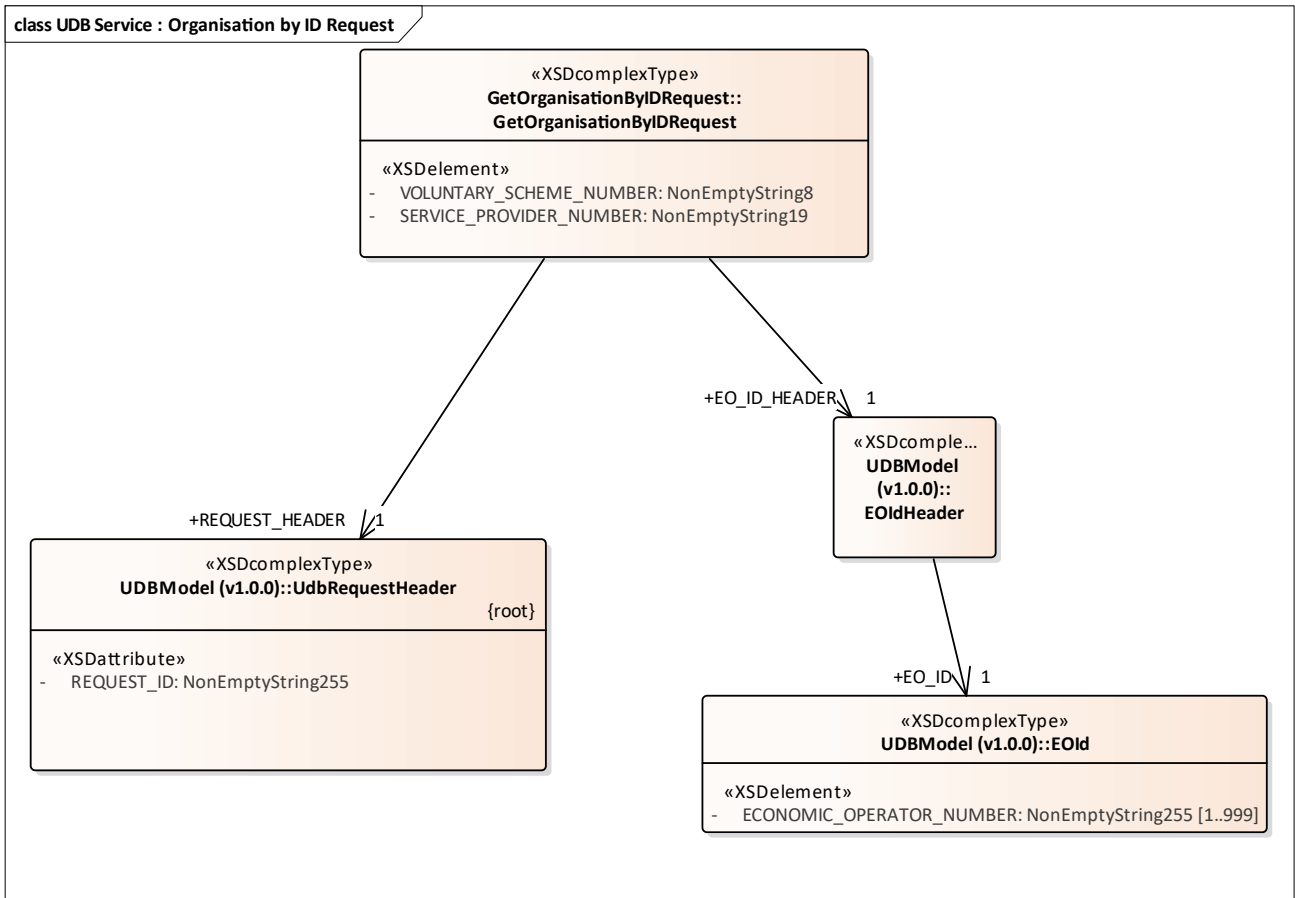 class UDB Service : Organisation by ID Request
«XSDcomplexType»
GetOrganisationByIDRequest::
GetOrganisationByIDRequest
«XSDelement»
- VOLUNTARY_SCHEME_NUMBER: NonEmptyString8
- SERVICE_PROVIDER_NUMBER: NonEmptyString19
+EO_ID_HEADER 1
«XSDcomple...
UDBModel
(v1.0.0)::
EOIdHeader
+REQUEST_HEADER 1
«XSDcomplexType»
UDBModel (v1.0.0)::UdbRequestHeader
{root}
«XSDattribute»
- REQUEST_ID: NonEmptyString255
+EO_ID 1
«XSDcomplexType»
UDBModel (v1.0.0)::EOId
«XSDelement»
- ECONOMIC_OPERATOR_NUMBER: NonEmptyString255 [1..999]